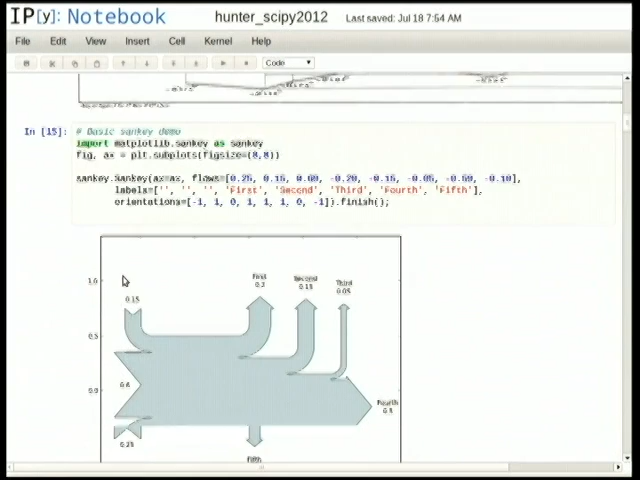 IP[y]: Notebook hunter_scipy2012 Last saved: Jul 18 7:54 AM
File Edit View Insert Cell Kernel Help
Code
In [15]: # Basic sankey demo
import matplotlib.sankey as sankey
fig, ax = plt.subplots(figsize=(8,8))
sankey.Sankey(ax=ax, flows=[0.25, 0.15, 0.60, -0.20, -0.15, -0.05, -0.50, -0.10],
labels=['', '', '', 'First', 'Second', 'Third', 'Fourth', 'Fifth'],
orientations=[-1, 1, 0, 1, 1, 1, 0, -1]).finish();
1.0
0.5
0.0
0.15
0.6
0.25
First
0.2
Second
0.15
Third
0.05
Fourth
0.5
Fifth